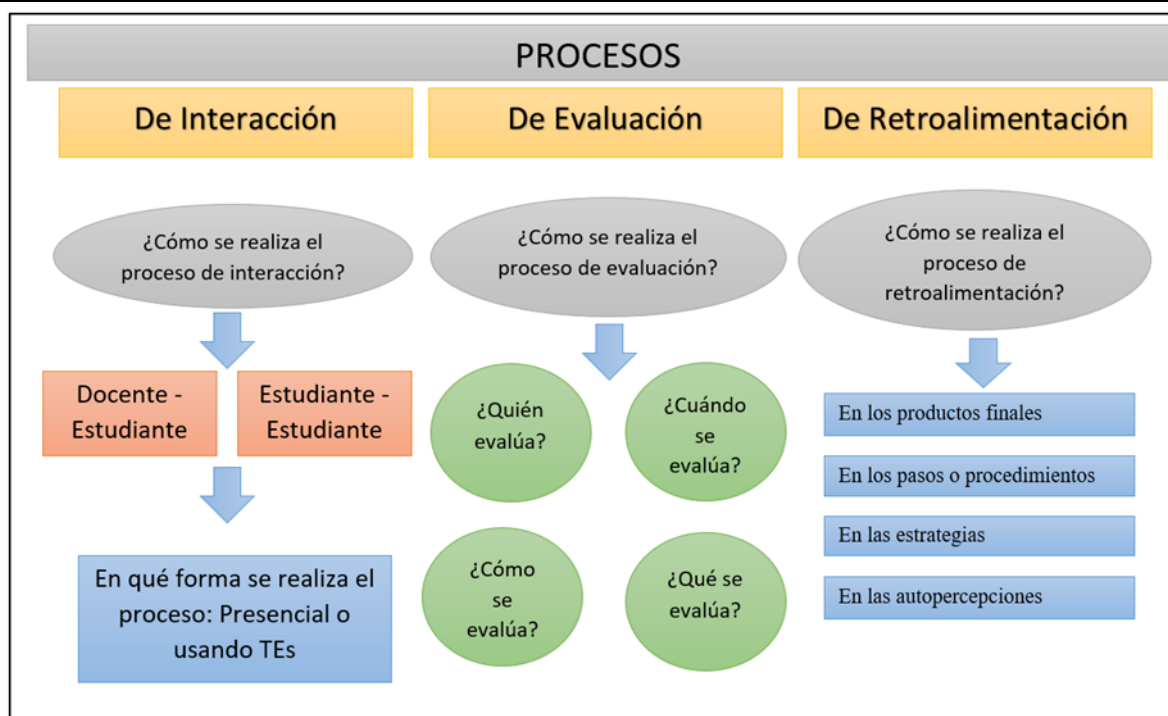 PROCESOS
De Interacción
De Evaluación
De Retroalimentación
¿Cómo se realiza el
proceso de interacción?
¿Cómo se realiza el
proceso de evaluación?
¿Cómo se realiza el
proceso de
retroalimentación?
Docente -
Estudiante
Estudiante -
Estudiante
En qué forma se realiza el
proceso: Presencial o
usando TEs
¿Quién
evalúa?
¿Cuándo
se
evalúa?
¿Cómo
se
evalúa?
¿Qué se
evalúa?
En los productos finales
En los pasos o procedimientos
En las estrategias
En las autopercepciones